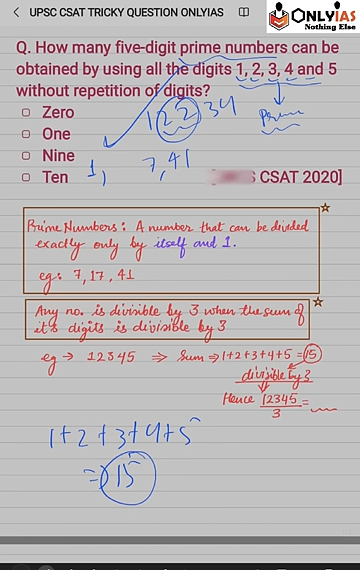 < UPSC CSAT TRICKY QUESTION ONLYIAS
ONLYIAS
Nothing Else
Q. How many five-digit prime numbers can be
obtained by using all the digits 1, 2, 3, 4 and 5
without repetition of digits?
Zero
One
Nine
Ten
12234
Prime
1,
7,41
S CSAT 2020]
Prime Numbers: A number that can be divided
exactly only by itself and 1.
eg: 7, 17, 41
Any no. is divisible by 3 when the sum of
it's digits is divisible by 3
eg → 12345 ⇒ Sum ⇒ 1+2+3+4+5 = 15
divisible by 3
Hence 12345 =
3
1+2+3+4+5
=) 15